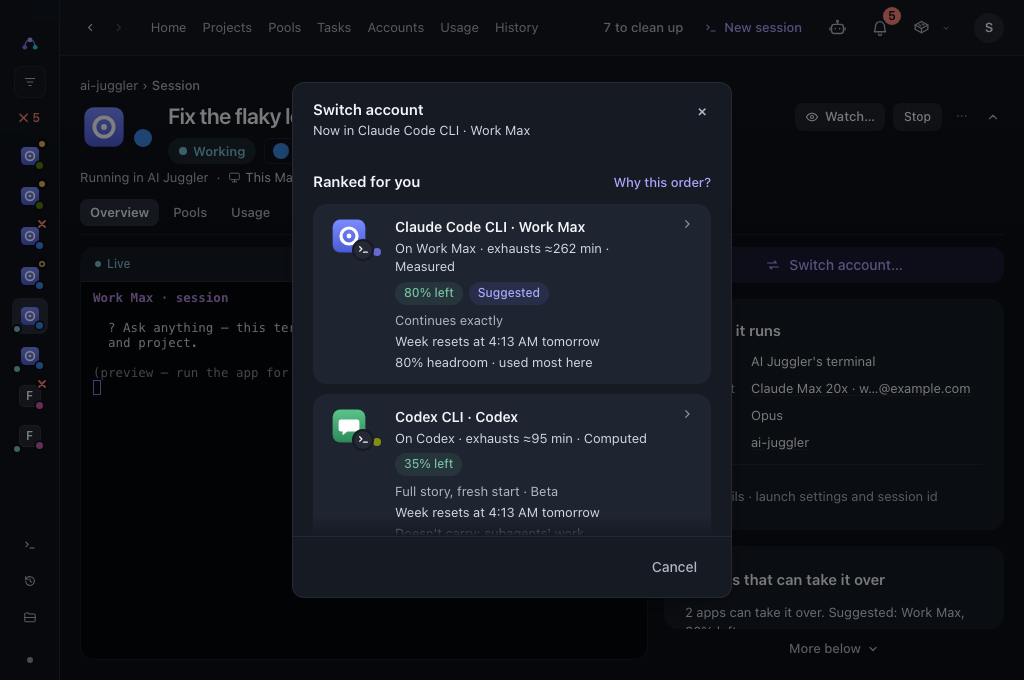 Home Projects Pools Tasks Accounts Usage History 7 to clean up New session 5 S
ai-juggler › Session
5
Fix the flaky
Watch...
Stop
Working
Running in AI Juggler · This
Overview Pools Usage
Live
Work Max · session
? Ask anything — this
and project.
(preview — run the app for
F
F
Switch account
Now in Claude Code CLI · Work Max
Ranked for you
Why this order?
Claude Code CLI · Work Max
On Work Max · exhausts ≈262 min ·
Measured
80% left Suggested
Continues exactly
Week resets at 4:13 AM tomorrow
80% headroom · used most here
Codex CLI · Codex
On Codex · exhausts ≈95 min · Computed
35% left
Full story, fresh start · Beta
Week resets at 4:13 AM tomorrow
Doesn't carry: subagents' work
Cancel
Switch account...
it runs
AI Juggler's terminal
Claude Max 20x · w...@example.com
Opus
ai-juggler
· launch settings and session id
that can take it over
2 apps can take it over. Suggested: Work Max,
More below